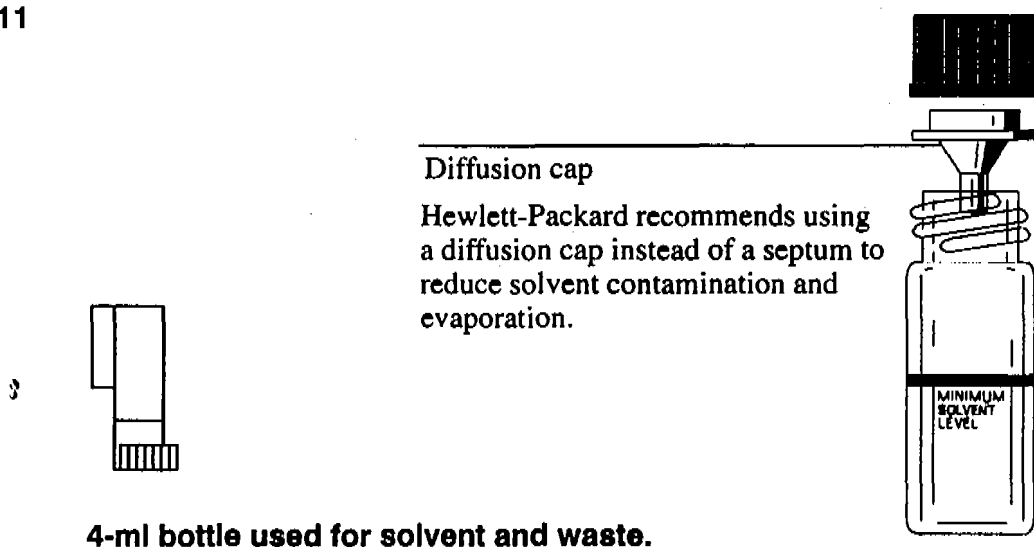 11
Diffusion cap
Hewlett-Packard recommends using
a diffusion cap instead of a septum to
reduce solvent contamination and
evaporation.
MINIMUM
SOLVENT
LEVEL
4-ml bottle used for solvent and waste.